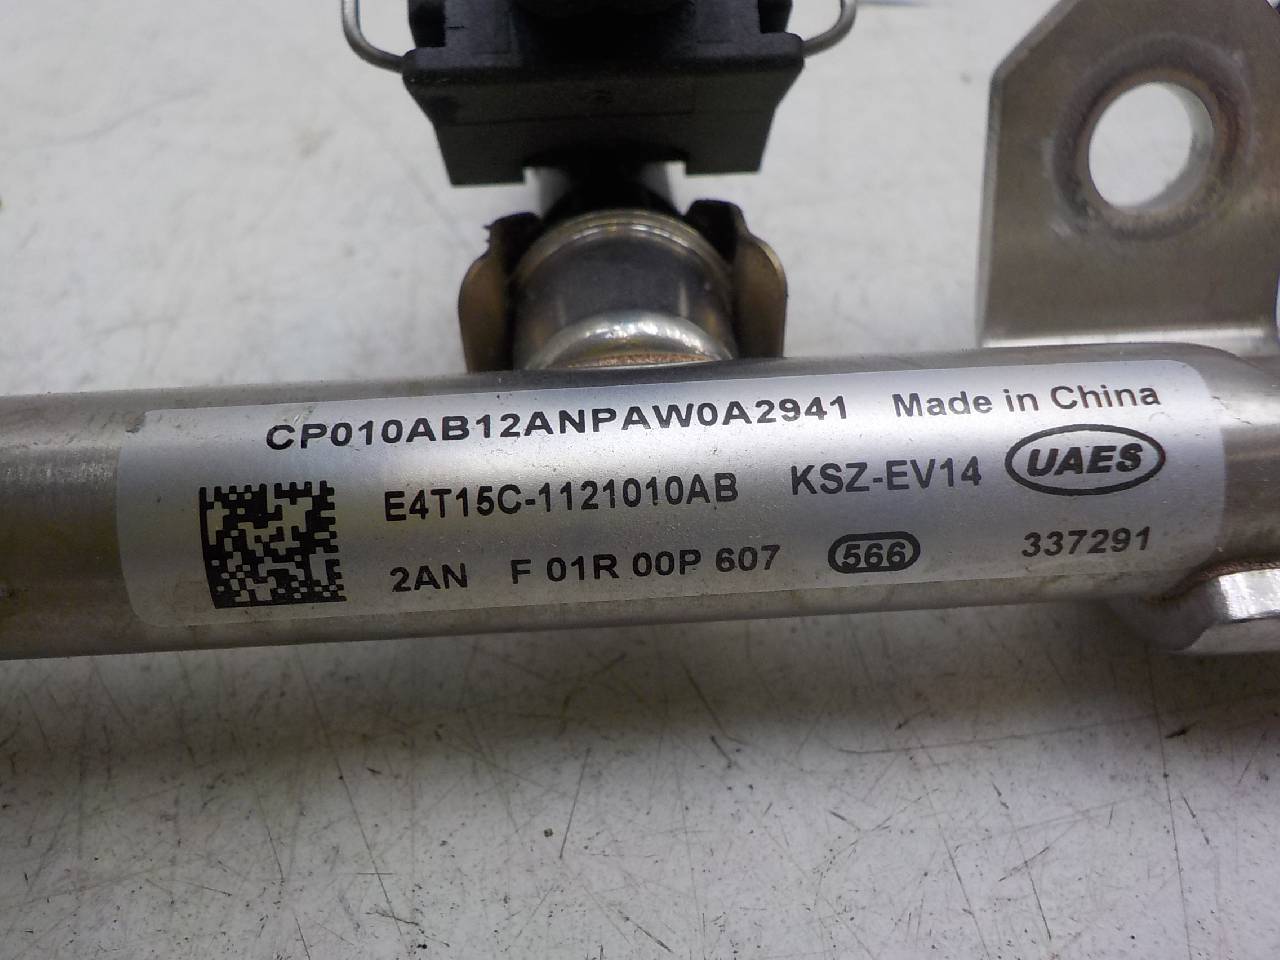 CP010AB12ANPAW0A2941 Made in China
E4T15C-1121010AB KSZ-EV14 UAES
2AN F 01R 00P 607 566 337291